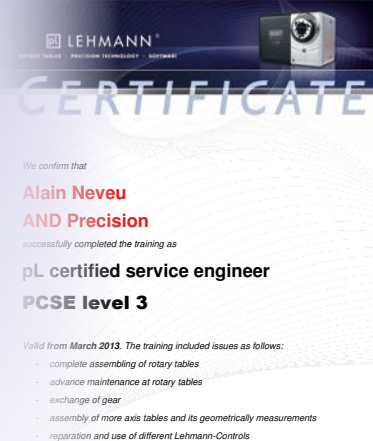 pL LEHMANN®
ROTARY TABLES · PRECISION TECHNOLOGY · SOFTWARE
CERTIFICATE
We confirm that
Alain Neveu
AND Precision
successfully completed the training as
pL certified service engineer
PCSE level 3
Valid from March 2013. The training included issues as follows:
- complete assembling of rotary tables
- advance maintenance at rotary tables
- exchange of gear
- assembly of more axis tables and its geometrically measurements
- reparation and use of different Lehmann-Controls